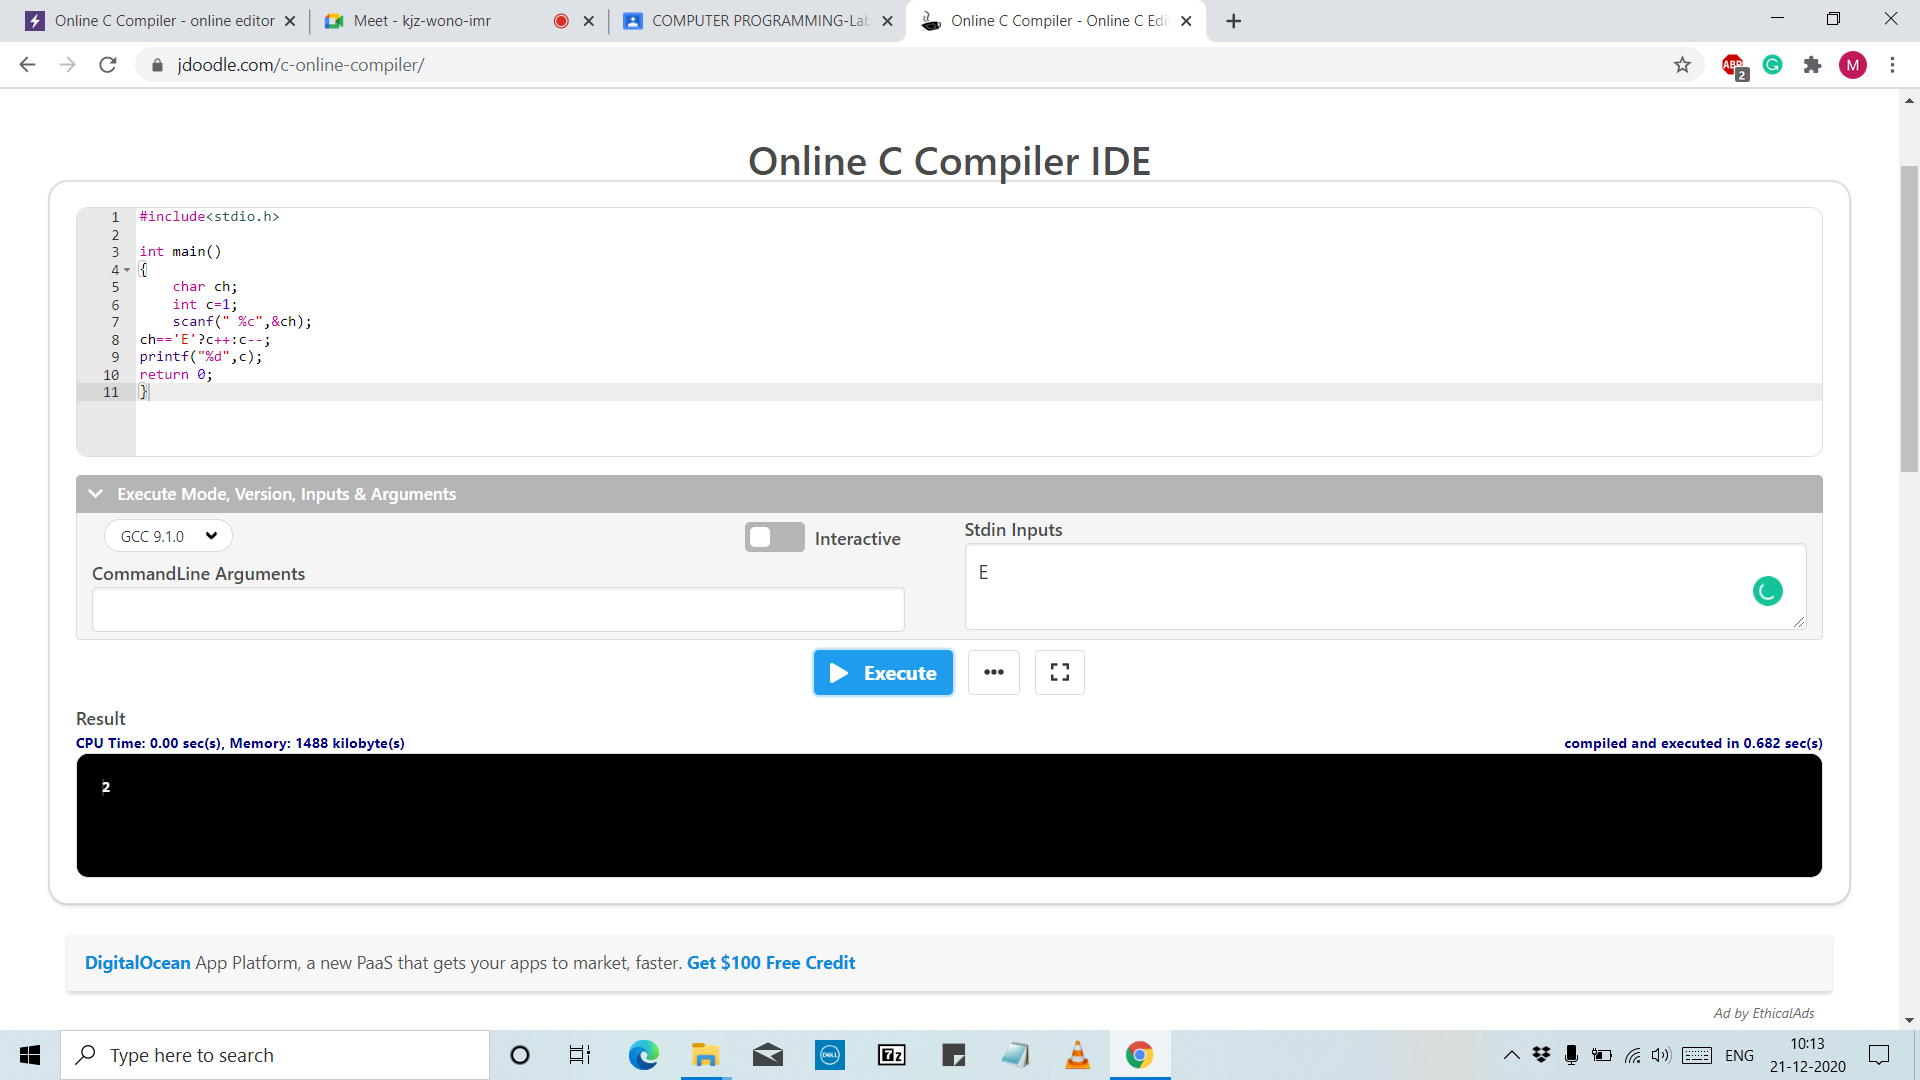 Online C Compiler - online editor
Meet - kjz-wono-imr
COMPUTER PROGRAMMING-Lab
Online C Compiler - Online C Edi
jdoodle.com/c-online-compiler/
ABP
2
G
M
Online C Compiler IDE
1 #include<stdio.h>
2
3 int main()
4 {
5 char ch;
6 int c=1;
7 scanf(" %c",&ch);
8 ch=='E'?c++:c--;
9 printf("%d",c);
10 return 0;
11 }
Execute Mode, Version, Inputs & Arguments
GCC 9.1.0
Interactive
Stdin Inputs
CommandLine Arguments
E
Execute
Result
CPU Time: 0.00 sec(s), Memory: 1488 kilobyte(s)
compiled and executed in 0.682 sec(s)
2
DigitalOcean App Platform, a new PaaS that gets your apps to market, faster. Get $100 Free Credit
Ad by EthicalAds
Type here to search
DELL
7z
ENG
10:13
21-12-2020